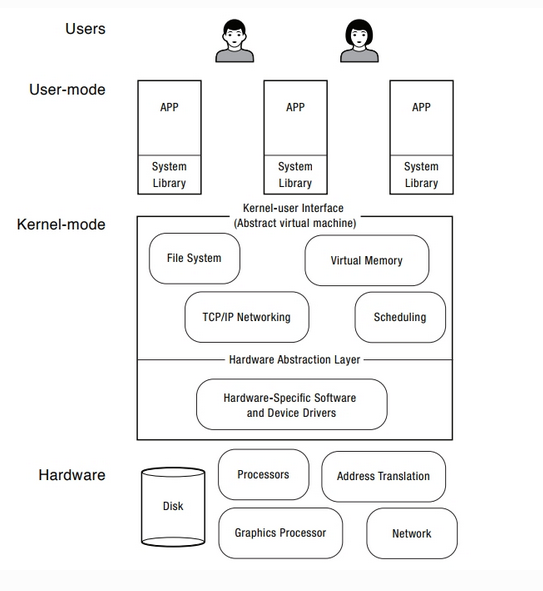 Users
User-mode
APP
APP
APP
System
Library
System
Library
System
Library
Kernel-mode
Kernel-user Interface
(Abstract virtual machine)
File System
Virtual Memory
TCP/IP Networking
Scheduling
Hardware Abstraction Layer
Hardware-Specific Software
and Device Drivers
Hardware
Disk
Processors
Address Translation
Graphics Processor
Network